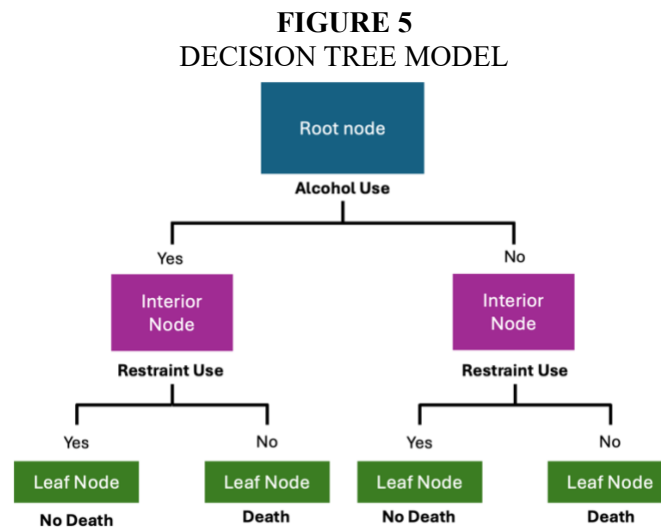 FIGURE 5
DECISION TREE MODEL
Root node
Alcohol Use
Yes
No
Interior
Node
Interior
Node
Restraint Use
Restraint Use
Yes
No
Yes
No
Leaf Node
Leaf Node
Leaf Node
Leaf Node
No Death
Death
No Death
Death